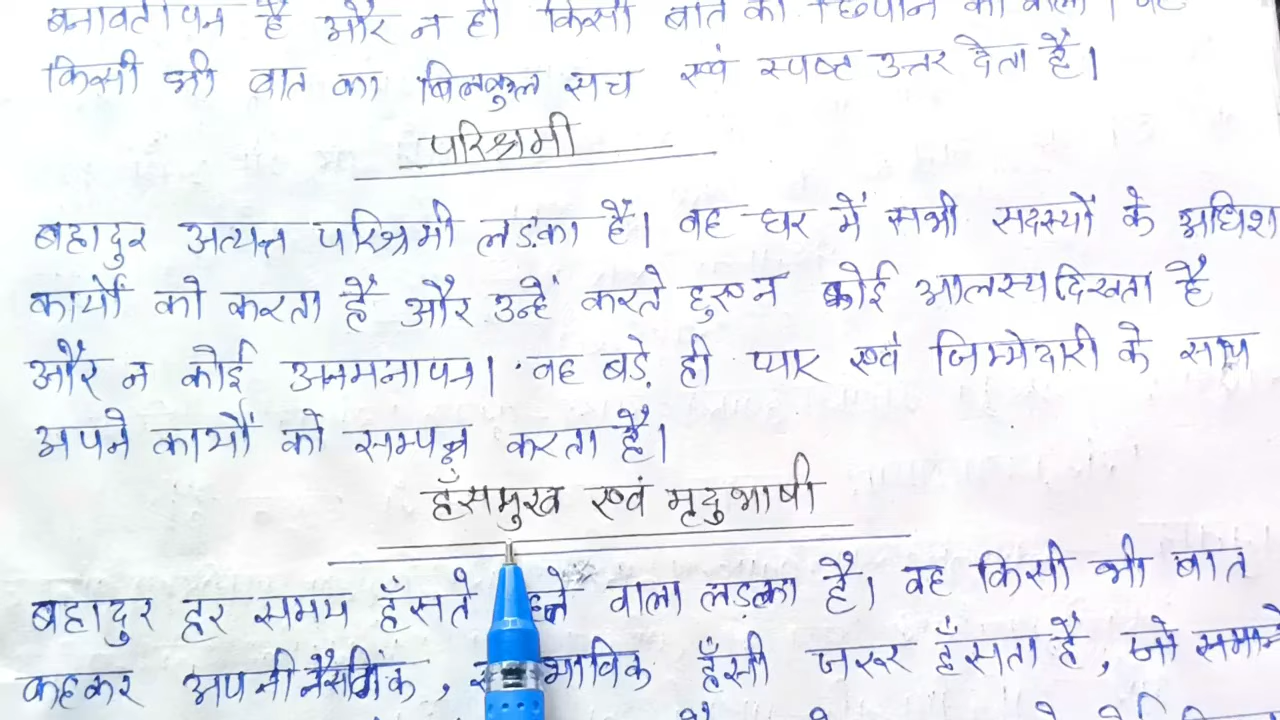 बनावटीपन है और न ही किसी बात को छिपाने की
किसी भी बात का बिलकुल सच एवं स्पष्ट उत्तर देता है।
परिश्रमी
बहादुर अत्यन्त परिश्रमी लड़का है। वह घर में सभी सदस्यों के
कार्यों को करता है और उन्हें करते हुए न कोई आलस्य दिखता है
और न कोई अनमनापन। वह बड़े ही प्यार एवं जिम्मेदारी के साथ
अपने कार्यों को सम्पन्न करता है।
हँसमुख एवं मृदुभाषी
बहादुर हर समय हँसते वाला लड़का है। वह किसी भी बात
कहकर अपनी नैसर्गिक, हँसी जरूर हँसता है, जो सामने